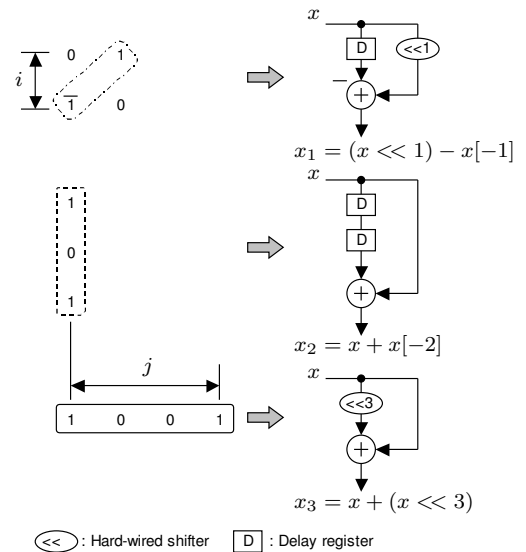 x
0 1
D <<1
i
1̅ 0
− +
x₁ = (x << 1) − x[−1]
x
1
D
0
D
1
+
x₂ = x + x[−2]
j
x
1 0 0 1
<<3
+
x₃ = x + (x << 3)
<< : Hard-wired shifter D : Delay register